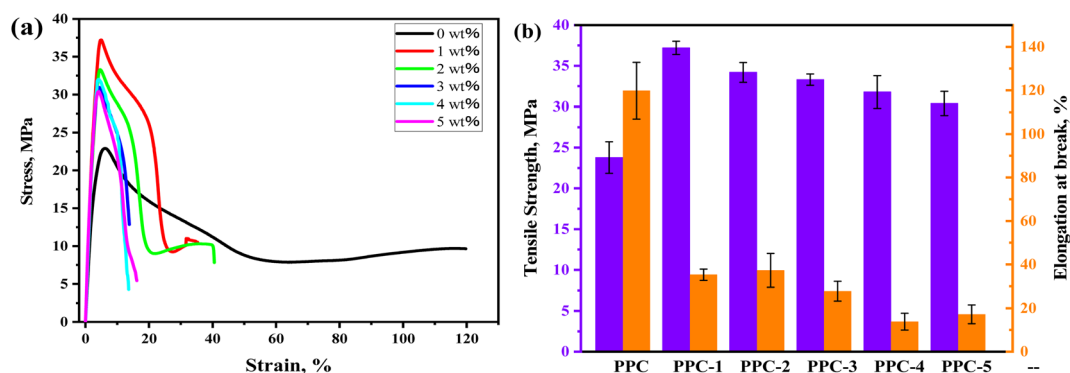 (a)
Stress, MPa
40
35
30
25
20
15
10
5
0
0 20 40 60 80 100 120
Strain, %
0 wt%
1 wt%
2 wt%
3 wt%
4 wt%
5 wt%
(b)
Tensile Strength, MPa
40
35
30
25
20
15
10
5
0
PPC PPC-1 PPC-2 PPC-3 PPC-4 PPC-5 --
140
120
100
80
60
40
20
0
Elongation at break, %